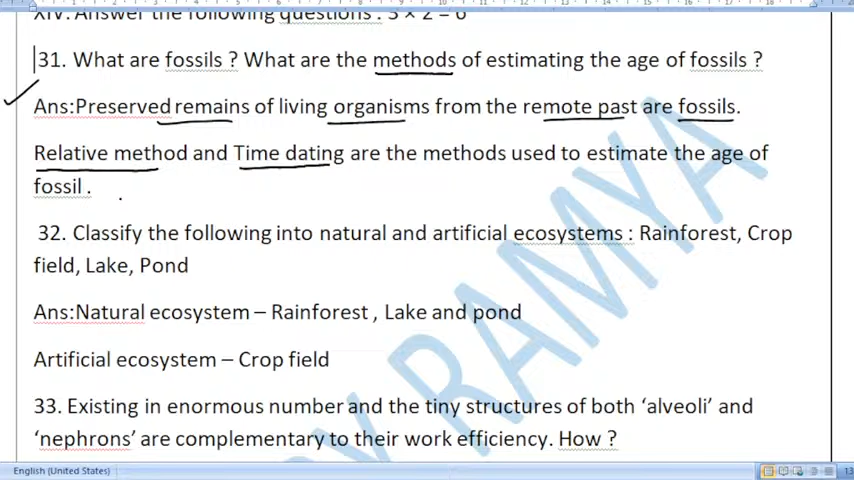 XIV. Answer the following questions : 3 × 2 = 6
31. What are fossils ? What are the methods of estimating the age of fossils ?
Ans:Preserved remains of living organisms from the remote past are fossils.
Relative method and Time dating are the methods used to estimate the age of
fossil .
32. Classify the following into natural and artificial ecosystems : Rainforest, Crop
field, Lake, Pond
Ans:Natural ecosystem – Rainforest , Lake and pond
Artificial ecosystem – Crop field
33. Existing in enormous number and the tiny structures of both ‘alveoli’ and
‘nephrons’ are complementary to their work efficiency. How ?
RAMYA
English (United States)
13